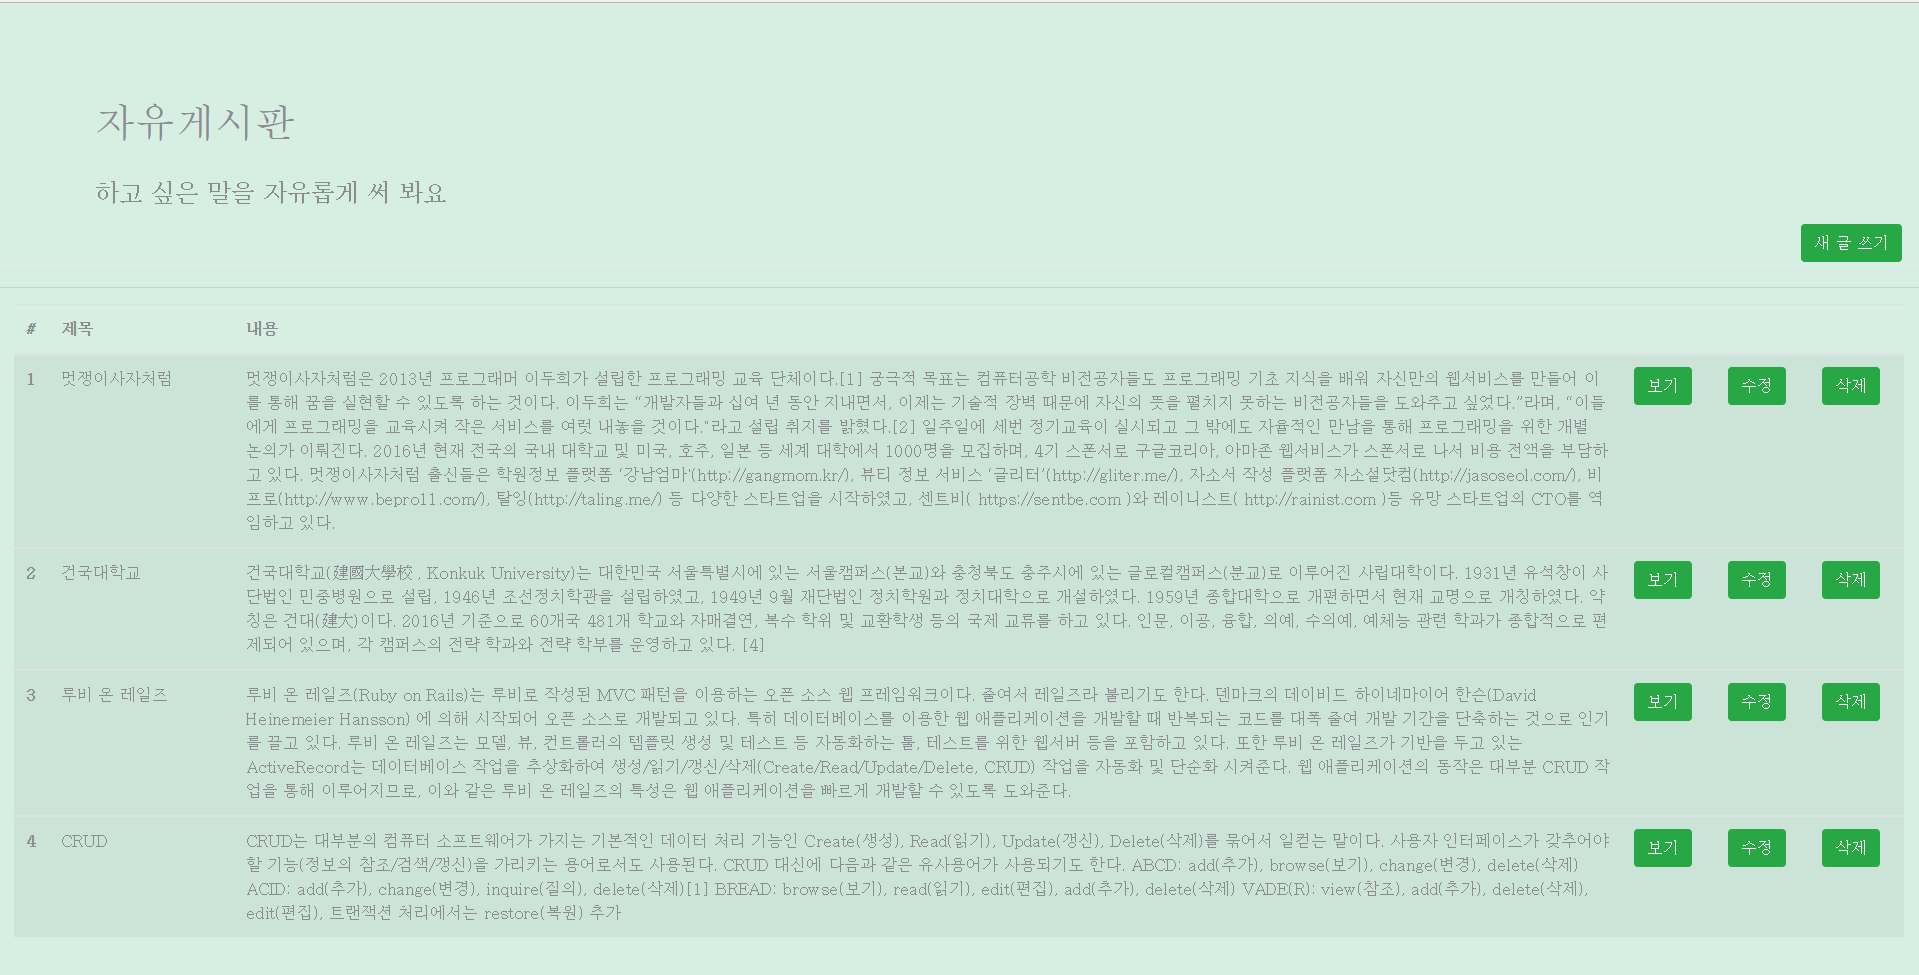 자유게시판
하고 싶은 말을 자유롭게 써 봐요
새 글 쓰기
# 제목 내용
1 멋쟁이사자처럼 멋쟁이사자처럼은 2013년 프로그래머 이두희가 설립한 프로그래밍 교육 단체이다.[1] 궁극적 목표는 컴퓨터공학 비전공자들도 프로그래밍 기초 지식을 배워 자신만의 웹서비스를 만들어 이 보기 수정 삭제
를 통해 꿈을 실현할 수 있도록 하는 것이다. 이두희는 “개발자들과 십여 년 동안 지내면서, 이제는 기술적 장벽 때문에 자신의 뜻을 펼치지 못하는 비전공자들을 도와주고 싶었다.”라며, “이들
에게 프로그래밍을 교육시켜 작은 서비스를 여럿 내놓을 것이다."라고 설립 취지를 밝혔다.[2] 일주일에 세번 정기교육이 실시되고 그 밖에도 자율적인 만남을 통해 프로그래밍을 위한 개별
논의가 이뤄진다. 2016년 현재 전국의 국내 대학교 및 미국, 호주, 일본 등 세계 대학에서 1000명을 모집하며, 4기 스폰서로 구글코리아, 아마존 웹서비스가 스폰서로 나서 비용 전액을 부담하
고 있다. 멋쟁이사자처럼 출신들은 학원정보 플랫폼 ‘강남엄마'(http://gangmom.kr/), 뷰티 정보 서비스 ‘글리터’(http://gliter.me/), 자소서 작성 플랫폼 자소설닷컴(http://jasoseol.com/), 비
프로(http://www.bepro11.com/), 탈잉(http://taling.me/) 등 다양한 스타트업을 시작하였고, 센트비( https://sentbe.com )와 레이니스트( http://rainist.com )등 유망 스타트업의 CTO를 역
임하고 있다.
2 건국대학교 건국대학교(建國大學校 , Konkuk University)는 대한민국 서울특별시에 있는 서울캠퍼스(본교)와 충청북도 충주시에 있는 글로컬캠퍼스(분교)로 이루어진 사립대학이다. 1931년 유석창이 사 보기 수정 삭제
단법인 민중병원으로 설립, 1946년 조선정치학관을 설립하였고, 1949년 9월 재단법인 정치학원과 정치대학으로 개설하였다. 1959년 종합대학으로 개편하면서 현재 교명으로 개칭하였다. 약
칭은 건대(建大)이다. 2016년 기준으로 60개국 481개 학교와 자매결연, 복수 학위 및 교환학생 등의 국제 교류를 하고 있다. 인문, 이공, 융합, 의예, 수의예, 예체능 관련 학과가 종합적으로 편
제되어 있으며, 각 캠퍼스의 전략 학과와 전략 학부를 운영하고 있다. [4]
3 루비 온 레일즈 루비 온 레일즈(Ruby on Rails)는 루비로 작성된 MVC 패턴을 이용하는 오픈 소스 웹 프레임워크이다. 줄여서 레일즈라 불리기도 한다. 덴마크의 데이비드 하이네마이어 한슨(David 보기 수정 삭제
Heinemeier Hansson) 에 의해 시작되어 오픈 소스로 개발되고 있다. 특히 데이터베이스를 이용한 웹 애플리케이션을 개발할 때 반복되는 코드를 대폭 줄여 개발 기간을 단축하는 것으로 인기
를 끌고 있다. 루비 온 레일즈는 모델, 뷰, 컨트롤러의 템플릿 생성 및 테스트 등 자동화하는 툴, 테스트를 위한 웹서버 등을 포함하고 있다. 또한 루비 온 레일즈가 기반을 두고 있는
ActiveRecord는 데이터베이스 작업을 추상화하여 생성/읽기/갱신/삭제(Create/Read/Update/Delete, CRUD) 작업을 자동화 및 단순화 시켜준다. 웹 애플리케이션의 동작은 대부분 CRUD 작
업을 통해 이루어지므로, 이와 같은 루비 온 레일즈의 특성은 웹 애플리케이션을 빠르게 개발할 수 있도록 도와준다.
4 CRUD CRUD는 대부분의 컴퓨터 소프트웨어가 가지는 기본적인 데이터 처리 기능인 Create(생성), Read(읽기), Update(갱신), Delete(삭제)를 묶어서 일컫는 말이다. 사용자 인터페이스가 갖추어야 보기 수정 삭제
할 기능(정보의 참조/검색/갱신)을 가리키는 용어로서도 사용된다. CRUD 대신에 다음과 같은 유사용어가 사용되기도 한다. ABCD: add(추가), browse(보기), change(변경), delete(삭제)
ACID: add(추가), change(변경), inquire(질의), delete(삭제)[1] BREAD: browse(보기), read(읽기), edit(편집), add(추가), delete(삭제) VADE(R): view(참조), add(추가), delete(삭제),
edit(편집), 트랜잭션 처리에서는 restore(복원) 추가